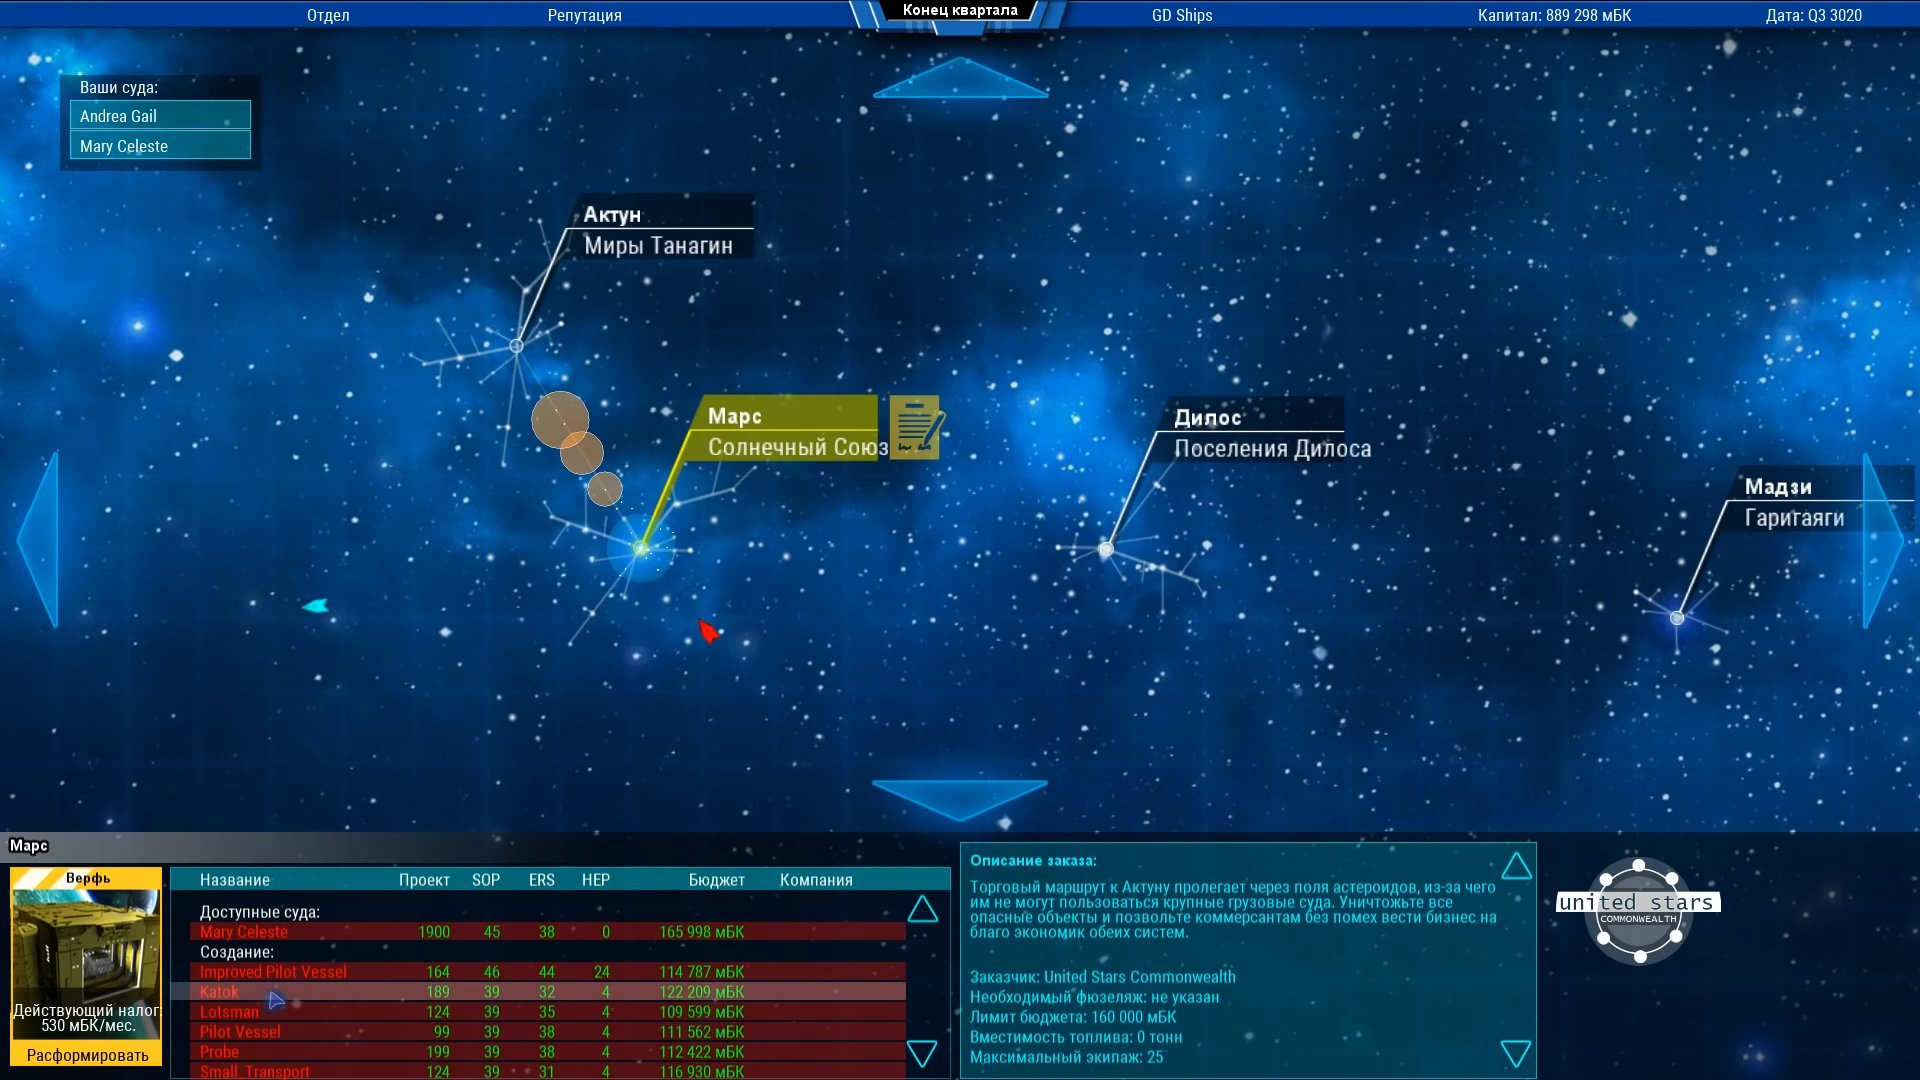 Отдел
Репутация
Конец квартала
GD Ships
Капитал: 889 298 мБК
Дата: Q3 3020
Ваши суда:
Andrea Gail
Mary Celeste
Актун
Миры Танагин
Марс
Солнечный Союз
Дилос
Поселения Дилоса
Мадзи
Гаригаяги
Марс
Верфь
Действующий налог:
530 мБК/мес.
Расформировать
Название Проект SOP ERS HEP Бюджет Компания
Доступные суда:
Mary Celeste 1900 45 38 0 165 998 мБК
Создание:
Improved Pilot Vessel 164 46 44 24 114 787 мБК
Katok 189 39 32 4 122 209 мБК
Lotsman 124 39 35 4 109 599 мБК
Pilot Vessel 99 39 38 4 111 562 мБК
Probe 199 39 38 4 112 422 мБК
Small_Transport 124 39 31 4 116 930 мБК
Описание заказа:
Торговый маршрут к Актуну пролегает через поля астероидов, из-за чего
им не могут пользоваться крупные грузовые суда. Уничтожьте все
опасные объекты и позвольте коммерсантам без помех вести бизнес на
благо экономик обеих систем.
Заказчик: United Stars Commonwealth
Необходимый фюзеляж: не указан
Лимит бюджета: 160 000 мБК
Вместимость топлива: 0 тонн
Максимальный экипаж: 25
united stars
COMMONWEALTH